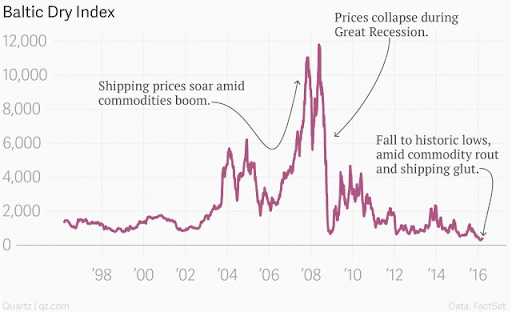 Baltic Dry Index
Prices collapse during
Great Recession.
12,000
10,000
Shipping prices soar amid
commodities boom.
8,000
6,000
Fall to historic lows,
amid commodity rout
and shipping glut.
4,000
2,000
0
'98 '00 '02 '04 '06 '08 '10 '12 '14 '16
Quartz | qz.com Data: FactSet